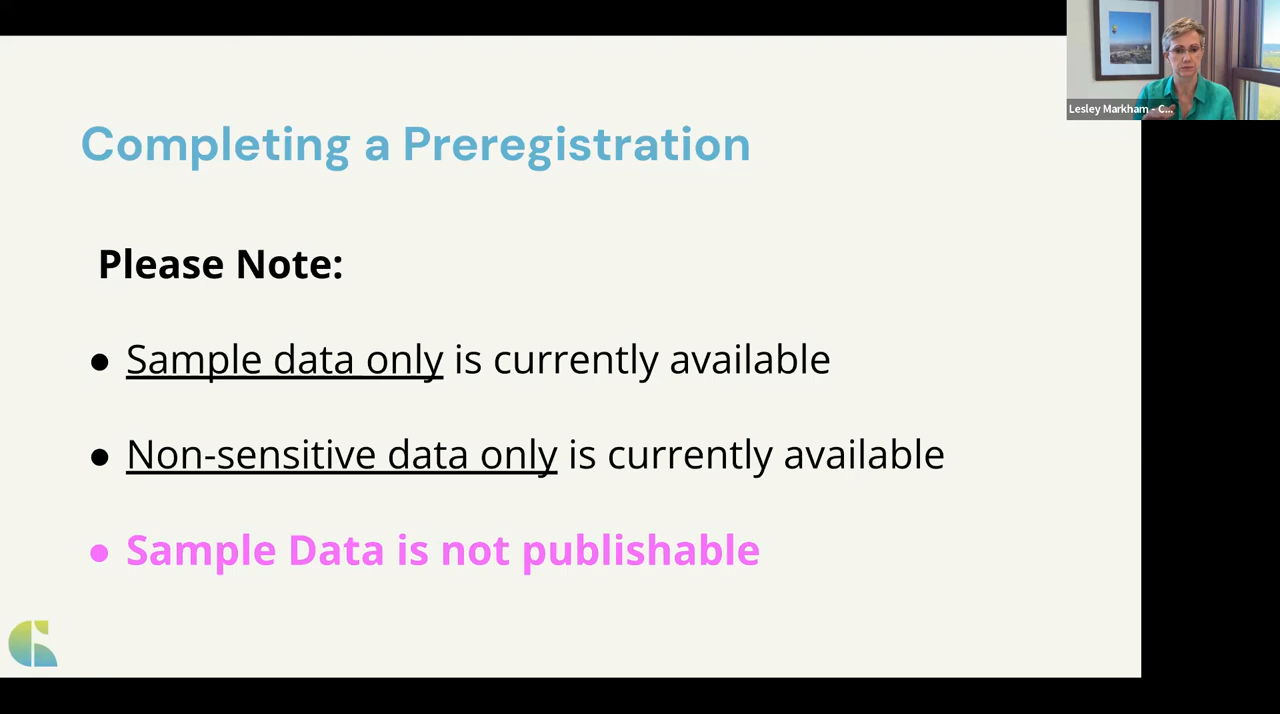 Lesley Markham - C...
Completing a Preregistration
Please Note:
● Sample data only is currently available
● Non-sensitive data only is currently available
● Sample Data is not publishable